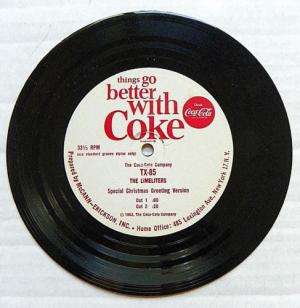 things go
better
with
Coke
Drink
Coca-Cola
33⅓ RPM
(use standard groove stylus only)
The Coca-Cola Company
TX-85
THE LIMELITERS
Special Christmas Greeting Version
Cut 1 :60
Cut 2 :20
© 1963, The Coca-Cola Company
Prepared by McCANN-ERICKSON, INC. • Home Office: 485 Lexington Ave., New York 17, N.Y.